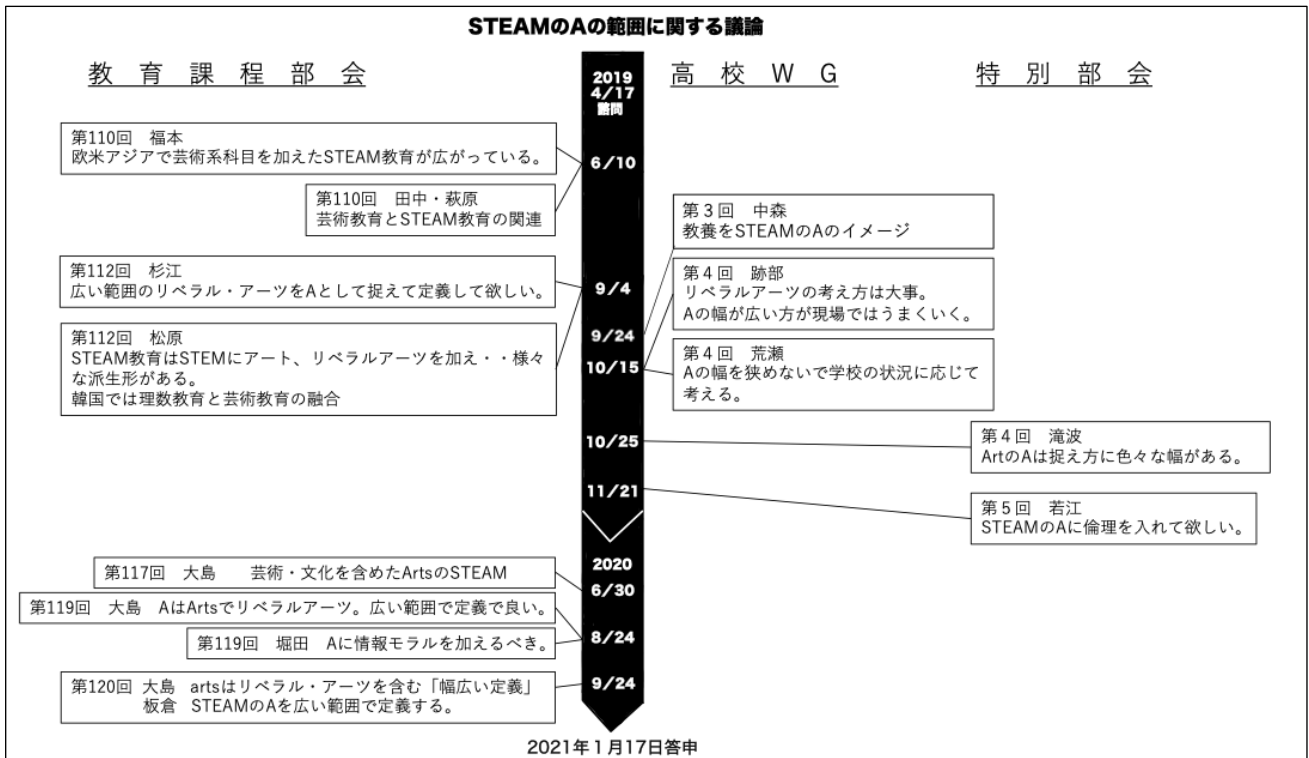 STEAMのAの範囲に関する議論
教育課程部会
高校WG
特別部会
2019
4/17
諮問
第110回 福本
欧米アジアで芸術系科目を加えたSTEAM教育が広がっている。
6/10
第110回 田中・萩原
芸術教育とSTEAM教育の関連
第3回 中森
教養をSTEAMのAのイメージ
第112回 杉江
広い範囲のリベラル・アーツをAとして捉えて定義して欲しい。
9/4
第4回 跡部
リベラルアーツの考え方は大事。
Aの幅が広い方が現場ではうまくいく。
第112回 松原
STEAM教育はSTEMにアート、リベラルアーツを加え・・様々
な派生形がある。
韓国では理数教育と芸術教育の融合
9/24
10/15
第4回 荒瀬
Aの幅を狭めないで学校の状況に応じて
考える。
10/25
第4回 滝波
ArtのAは捉え方に色々な幅がある。
11/21
第5回 若江
STEAMのAに倫理を入れて欲しい。
2020
第117回 大島 芸術・文化を含めたArtsのSTEAM
6/30
第119回 大島 AはArtsでリベラルアーツ。広い範囲で定義で良い。
8/24
第119回 堀田 Aに情報モラルを加えるべき。
第120回 大島 artsはリベラル・アーツを含む「幅広い定義」
板倉 STEAMのAを広い範囲で定義する。
9/24
2021年1月17日答申